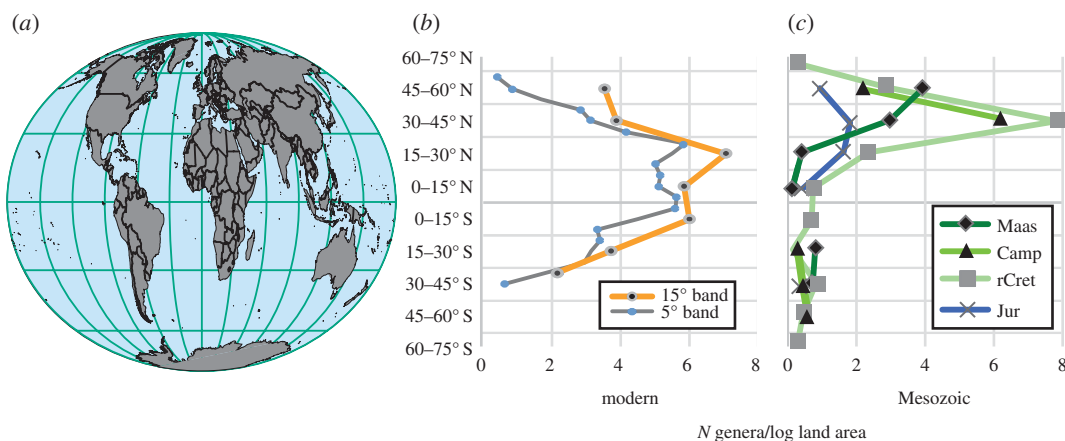 (a)
(b)
(c)
60–75° N
45–60° N
30–45° N
15–30° N
0–15° N
0–15° S
15–30° S
30–45° S
45–60° S
60–75° S
15° band
5° band
0 2 4 6 8
modern
Maas
Camp
rCret
Jur
0 2 4 6 8
Mesozoic
N genera/log land area